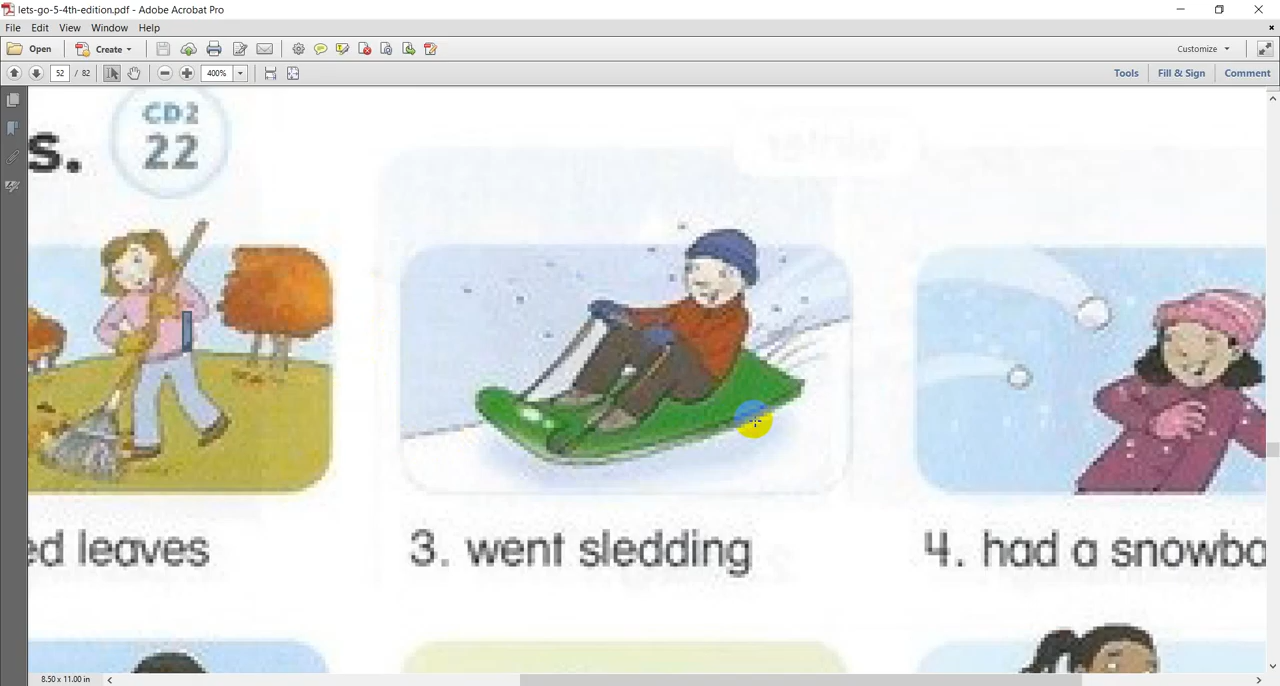 lets-go-5-4th-edition.pdf - Adobe Acrobat Pro
File Edit View Window Help
Open Create Customize
52 / 82 400% Tools Fill & Sign Comment
s. CD2
22
ed leaves 3. went sledding 4. had a snowba
8.50 x 11.00 in